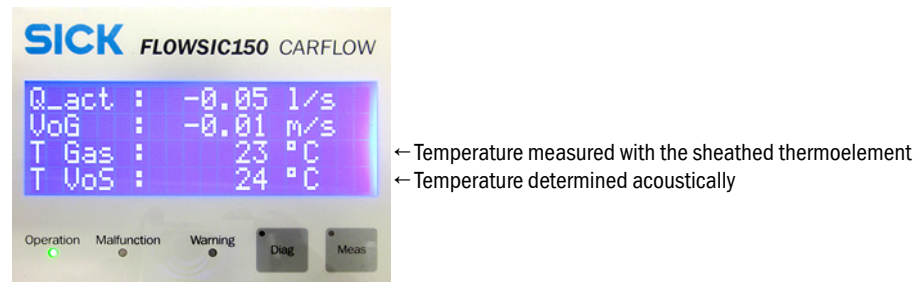 SICK FLOWSIC150 CARFLOW
Q_act : -0.05 l/s
VoG : -0.01 m/s
T Gas : 23 °C
← Temperature measured with the sheathed thermoelement
T VoS : 24 °C
← Temperature determined acoustically
Operation Malfunction Warning Diag Meas